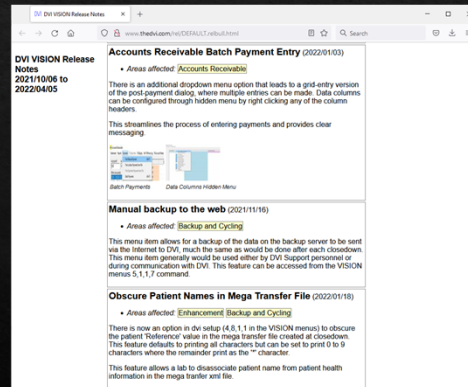 DVI VISION Release Notes
www.thedvi.com/rel/DEFAULT.relbull.html
Search
DVI VISION Release
Notes
2021/10/06 to
2022/04/05
Accounts Receivable Batch Payment Entry (2022/01/03)
• Areas affected: Accounts Receivable
There is an additional dropdown menu option that leads to a grid-entry version
of the post-payment dialog, where multiple entries can be made. Data columns
can be configured through hidden menu by right clicking any of the column
headers.
This streamlines the process of entering payments and provides clear
messaging.
Batch Payments
Data Columns Hidden Menu
Manual backup to the web (2021/11/16)
• Areas affected: Backup and Cycling
This menu item allows for a backup of the data on the backup server to be sent
via the Internet to DVI, much the same as would be done after each closedown.
This menu item generally would be used either by DVI Support personnel or
during communication with DVI. This feature can be accessed from the VISION
menus 5,1,1,7 command.
Obscure Patient Names in Mega Transfer File (2022/01/18)
• Areas affected: Enhancement Backup and Cycling
There is now an option in dvi setup (4,8,1,1 in the VISION menus) to obscure
the patient 'Reference' value in the mega transfer file created at closedown.
This feature defaults to printing all characters but can be set to print 0 to 9
characters where the remainder print as the '*' character.
This feature allows a lab to disassociate patient name from patient health
information in the mega tranfer xml file.